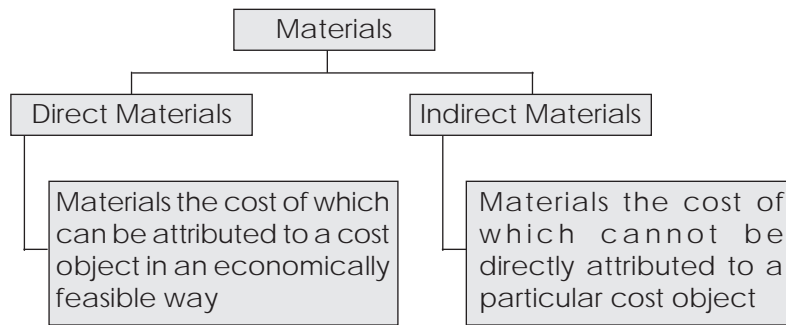 Materials
Direct Materials
Indirect Materials
Materials the cost of which
can be attributed to a cost
object in an economically
feasible way
Materials the cost of
which cannot be
directly attributed to a
particular cost object